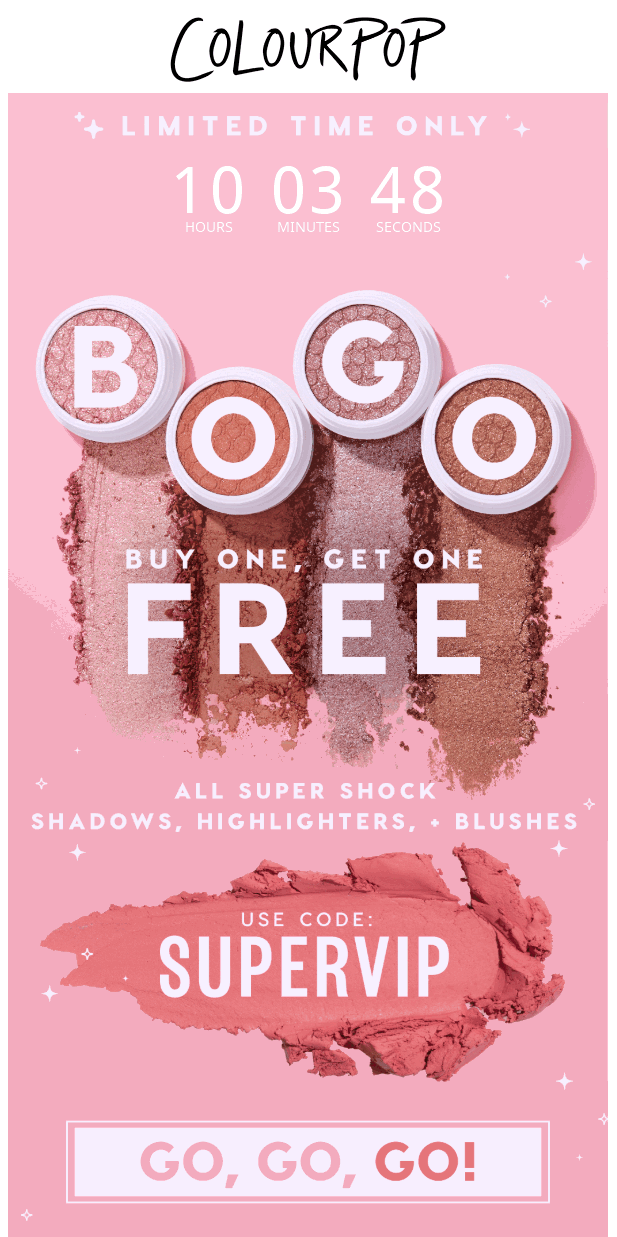 COLOURPOP
LIMITED TIME ONLY
10 03 48
HOURS MINUTES SECONDS
BOGO
BUY ONE, GET ONE
FREE
ALL SUPER SHOCK
SHADOWS, HIGHLIGHTERS, + BLUSHES
USE CODE:
SUPERVIP
GO, GO, GO!